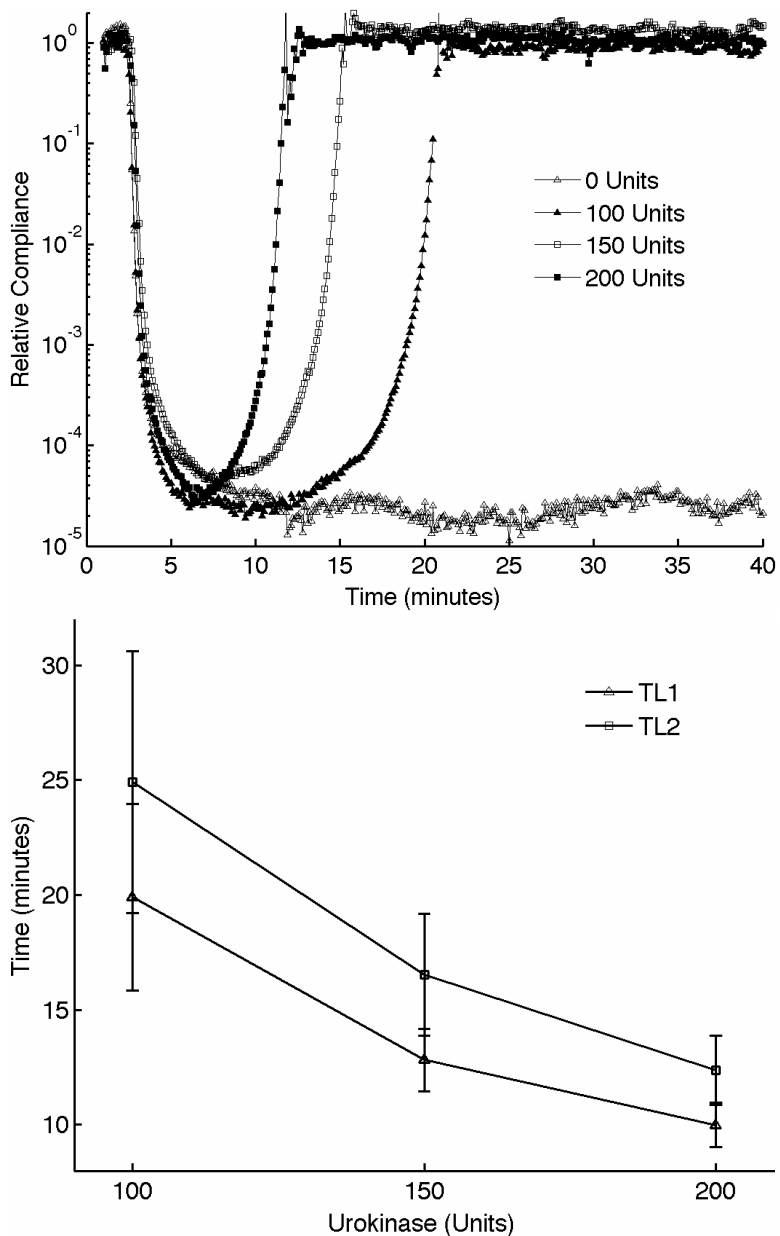 10^0
10^-1
10^-2
10^-3
10^-4
10^-5
Relative Compliance
0 Units
100 Units
150 Units
200 Units
0 5 10 15 20 25 30 35 40
Time (minutes)
30
25
20
15
10
Time (minutes)
TL1
TL2
100 150 200
Urokinase (Units)